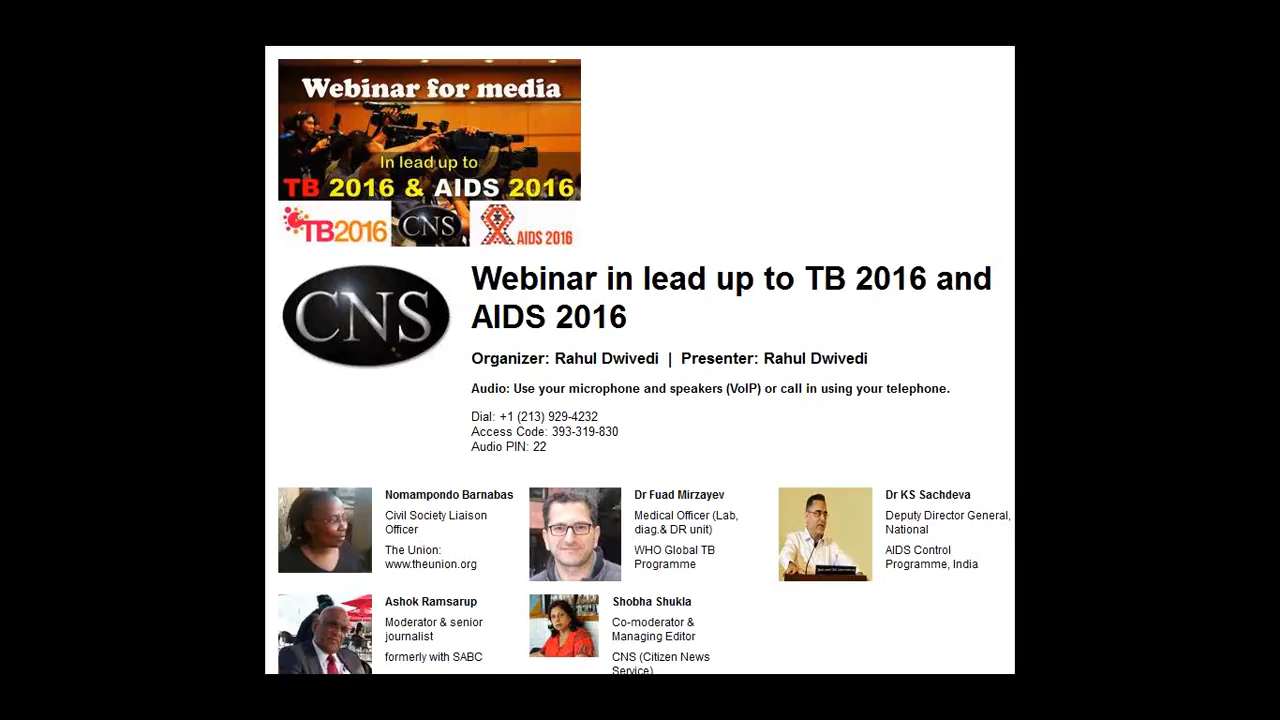 Webinar for media
In lead up to
TB 2016 & AIDS 2016
TB2016
CNS
AIDS 2016
CNS
Webinar in lead up to TB 2016 and
AIDS 2016
Organizer: Rahul Dwivedi | Presenter: Rahul Dwivedi
Audio: Use your microphone and speakers (VoIP) or call in using your telephone.
Dial: +1 (213) 929-4232
Access Code: 393-319-830
Audio PIN: 22
Nomampondo Barnabas
Civil Society Liaison
Officer
The Union:
www.theunion.org
Dr Fuad Mirzayev
Medical Officer (Lab,
diag.& DR unit)
WHO Global TB
Programme
Dr KS Sachdeva
Deputy Director General,
National
AIDS Control
Programme, India
Ashok Ramsarup
Moderator & senior
journalist
formerly with SABC
Shobha Shukla
Co-moderator &
Managing Editor
CNS (Citizen News
Service)